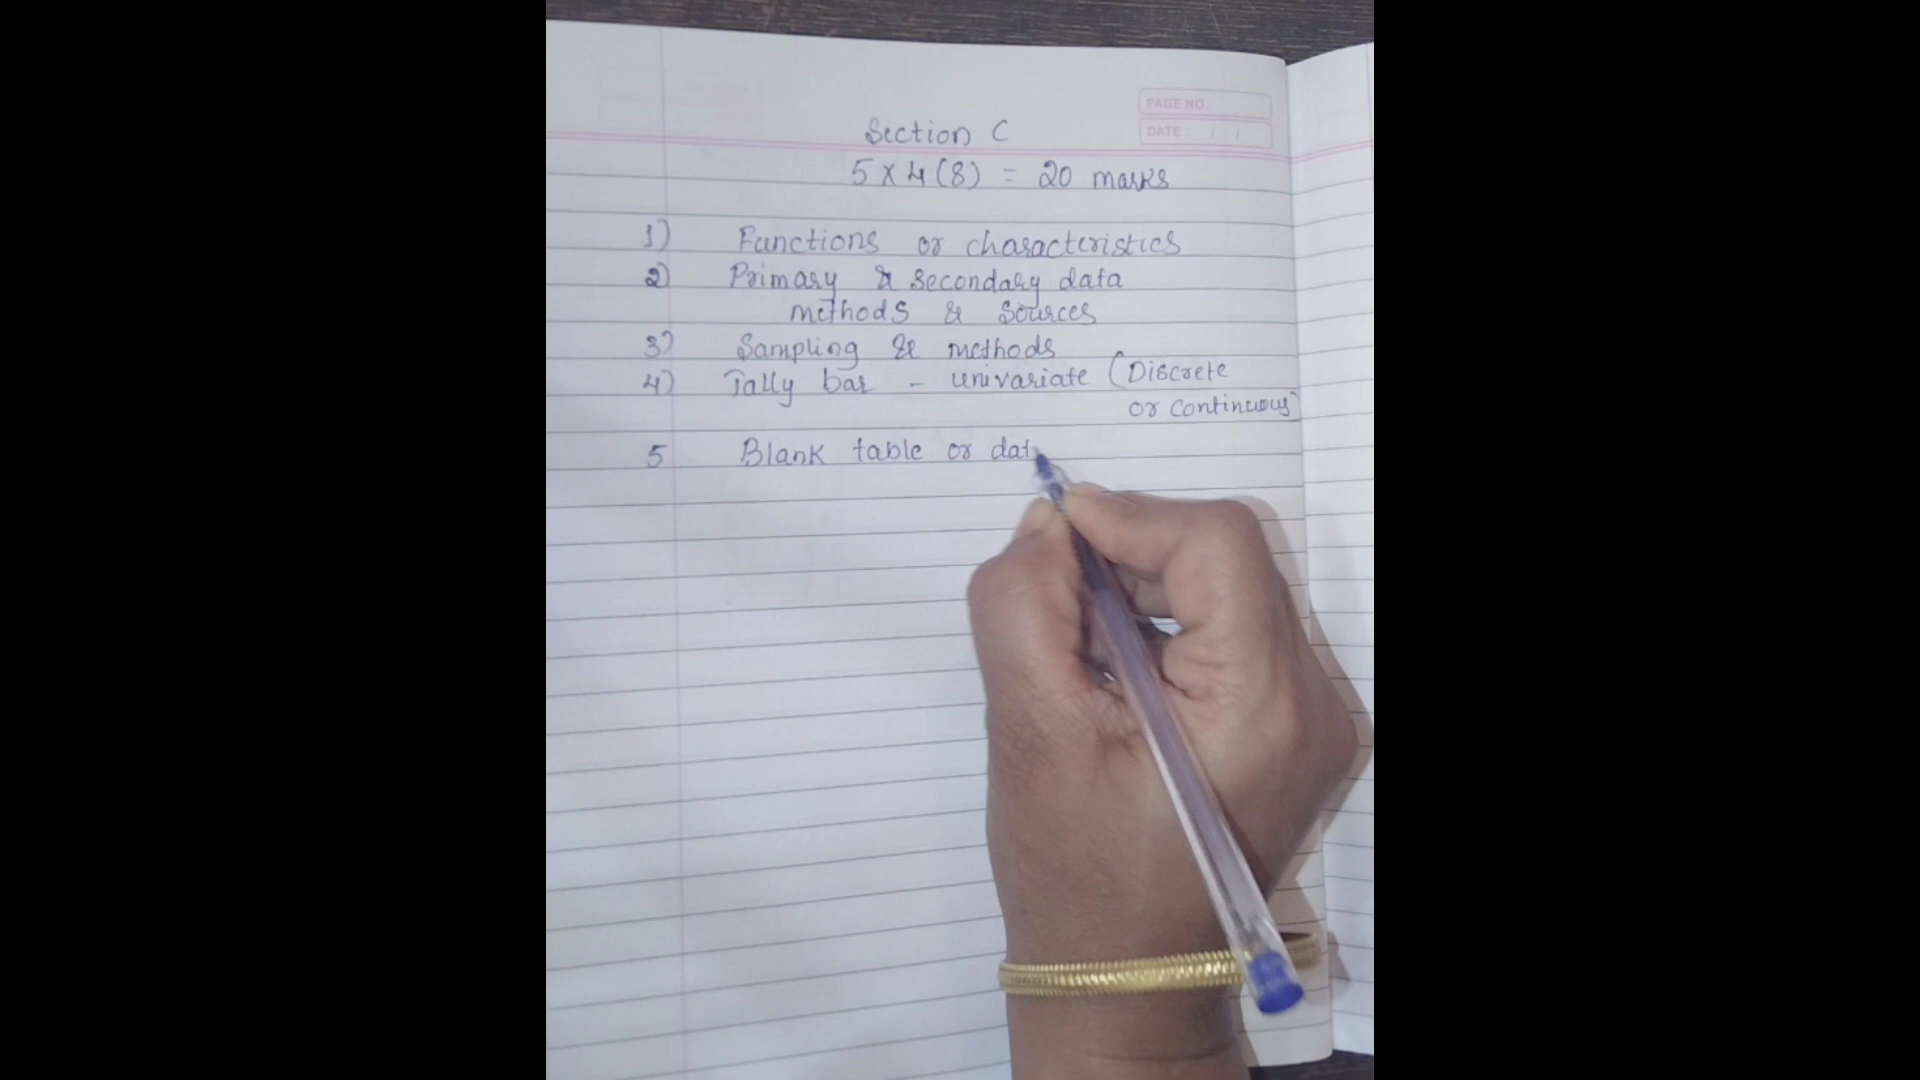 PAGE NO
DATE / /
Section C
5 x 4 (8) = 20 marks
1) Functions or characteristics
2) Primary & secondary data
methods & sources
3) Sampling & methods
4) Tally bar - univariate (Discrete
or continuous)
5 Blank table or dat